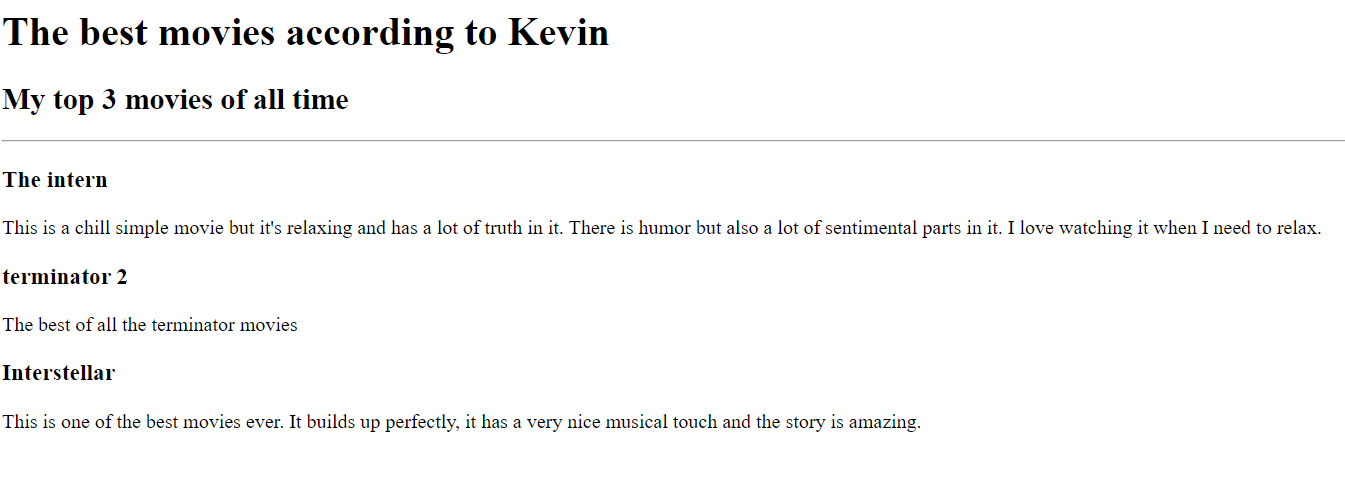 The best movies according to Kevin
My top 3 movies of all time
The intern
This is a chill simple movie but it's relaxing and has a lot of truth in it. There is humor but also a lot of sentimental parts in it. I love watching it when I need to relax.
terminator 2
The best of all the terminator movies
Interstellar
This is one of the best movies ever. It builds up perfectly, it has a very nice musical touch and the story is amazing.